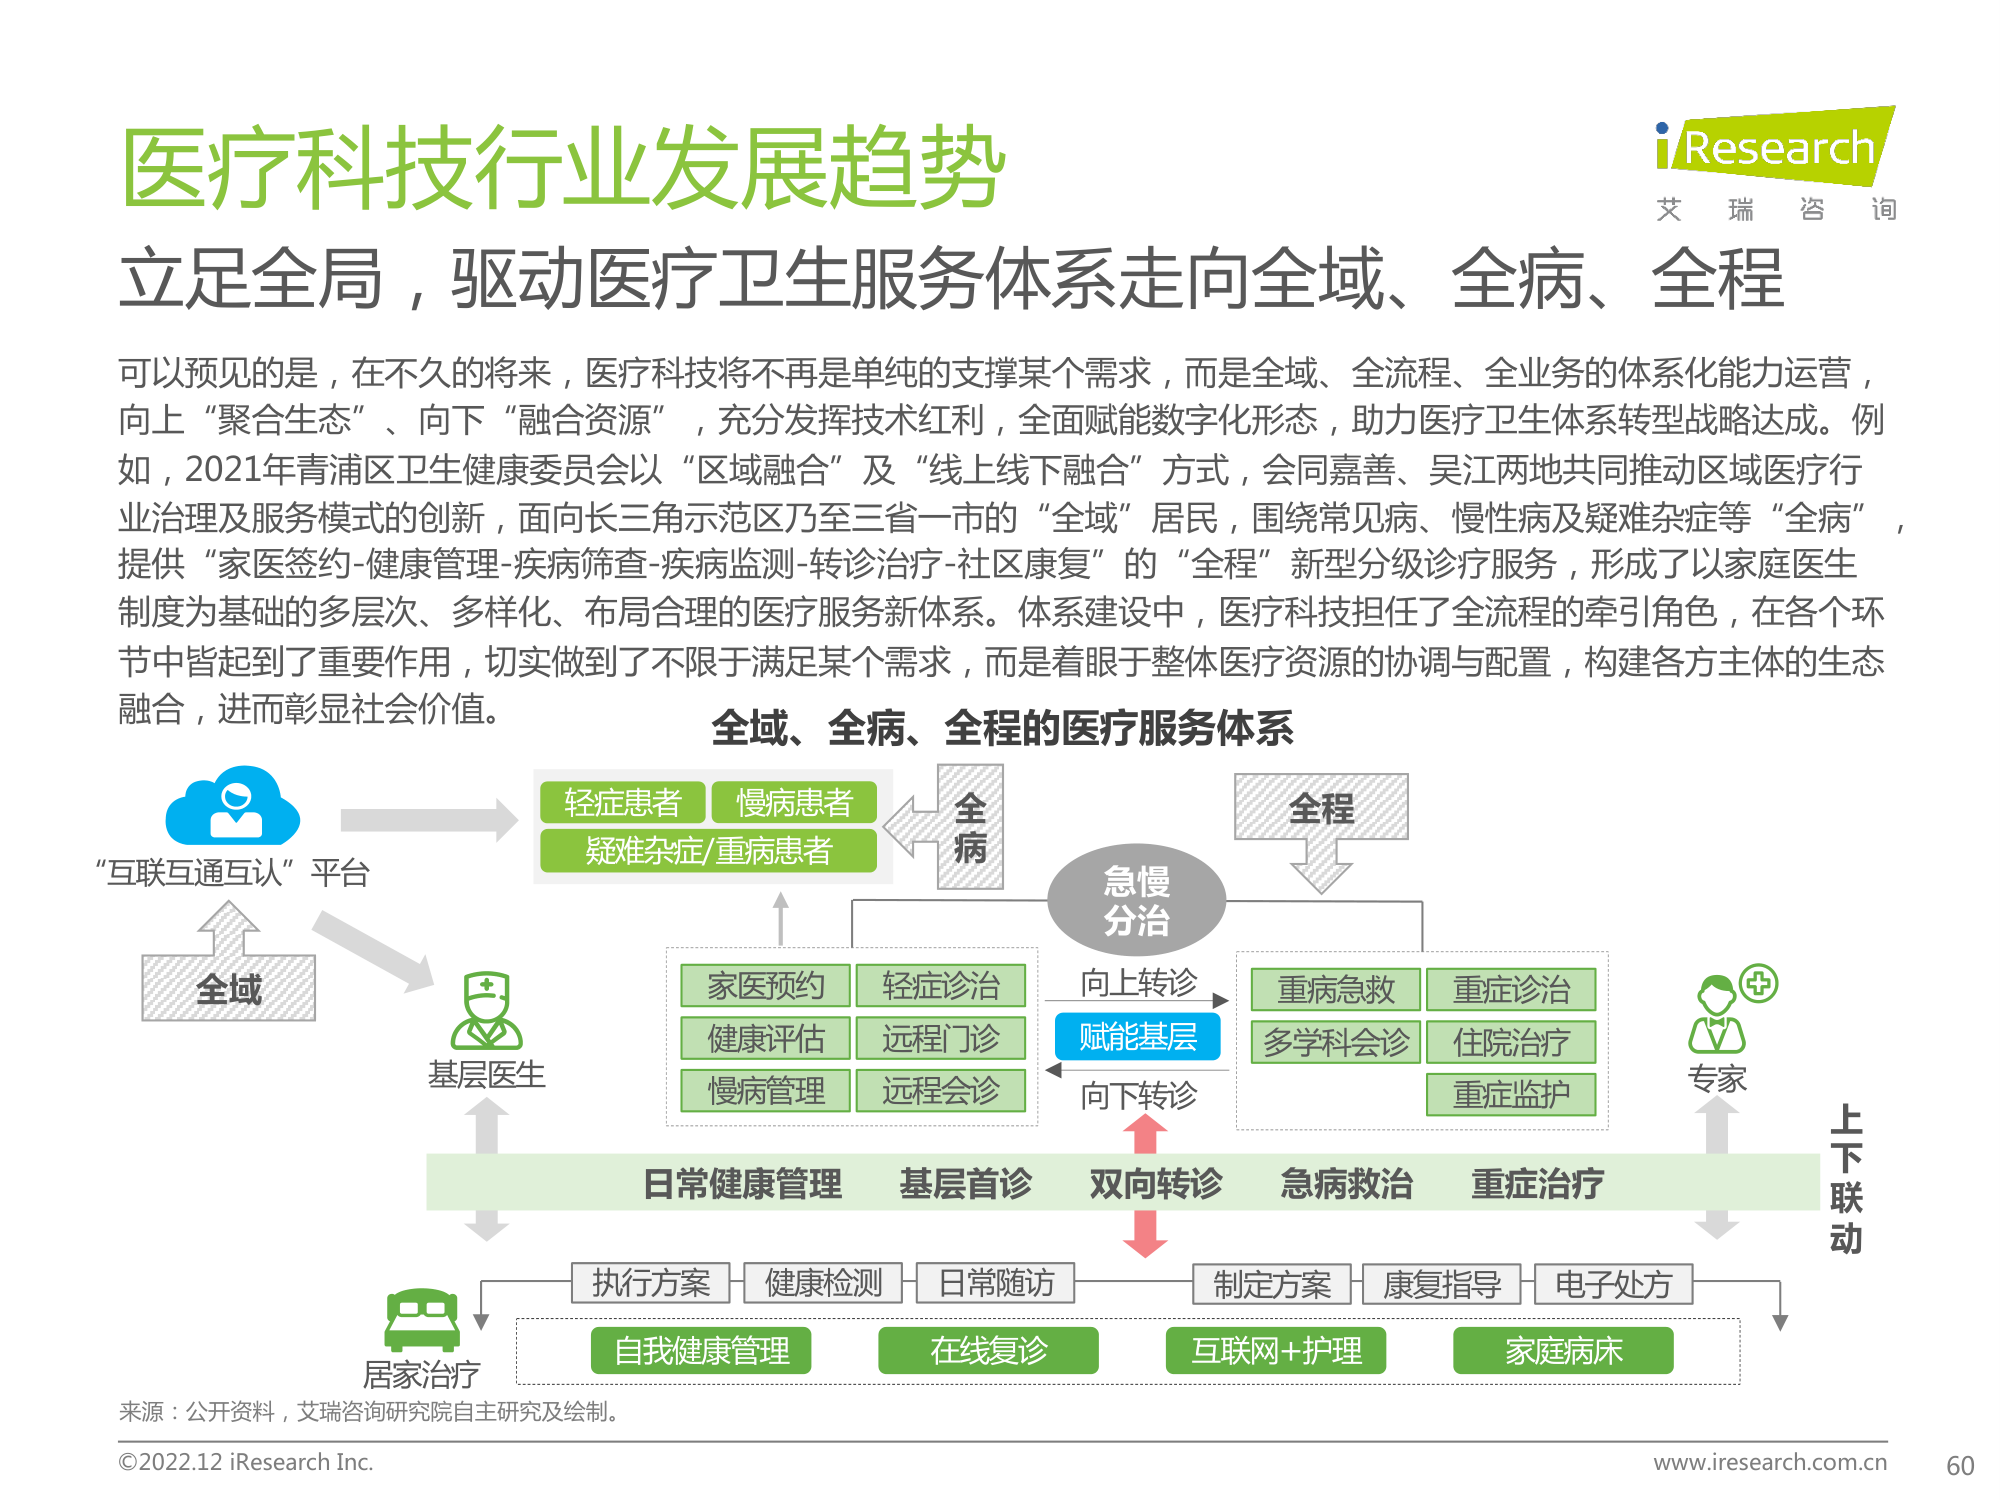 医疗科技行业发展趋势
iResearch
艾瑞咨询
立足全局，驱动医疗卫生服务体系走向全域、全病、全程
可以预见的是，在不久的将来，医疗科技将不再是单纯的支撑某个需求，而是全域、全流程、全业务的体系化能力运营，
向上“聚合生态”、向下“融合资源”，充分发挥技术红利，全面赋能数字化形态，助力医疗卫生体系转型战略达成。例
如，2021年青浦区卫生健康委员会以“区域融合”及“线上线下融合”方式，会同嘉善、吴江两地共同推动区域医疗行
业治理及服务模式的创新，面向长三角示范区乃至三省一市的“全域”居民，围绕常见病、慢性病及疑难杂症等“全病”，
提供“家医签约-健康管理-疾病筛查-疾病监测-转诊治疗-社区康复”的“全程”新型分级诊疗服务，形成了以家庭医生
制度为基础的多层次、多样化、布局合理的医疗服务新体系。体系建设中，医疗科技担任了全流程的牵引角色，在各个环
节中皆起到了重要作用，切实做到了不限于满足某个需求，而是着眼于整体医疗资源的协调与配置，构建各方主体的生态
融合，进而彰显社会价值。
全域、全病、全程的医疗服务体系
“互联互通互认”平台
轻症患者
慢病患者
疑难杂症/重病患者
全
病
全程
急慢
分治
全域
基层医生
家医预约
轻症诊治
健康评估
远程门诊
慢病管理
远程会诊
向上转诊
赋能基层
向下转诊
重病急救
重症诊治
多学科会诊
住院治疗
重症监护
专家
上
下
联
动
日常健康管理
基层首诊
双向转诊
急病救治
重症治疗
执行方案
健康检测
日常随访
制定方案
康复指导
电子处方
居家治疗
自我健康管理
在线复诊
互联网+护理
家庭病床
来源：公开资料，艾瑞咨询研究院自主研究及绘制。
©2022.12 iResearch Inc.
www.iresearch.com.cn
60